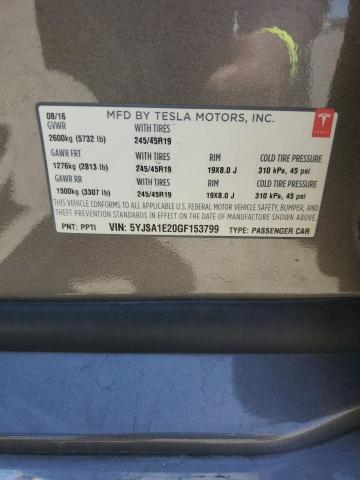 MFD BY TESLA MOTORS, INC.
08/16
GVWR WITH TIRES
2600kg (5732 lb) 245/45R19
GAWR FRT WITH TIRES RIM COLD TIRE PRESSURE
1276kg (2813 lb) 245/45R19 19X8.0 J 310 kPa, 45 psi
GAWR RR WITH TIRES RIM COLD TIRE PRESSURE
1500kg (3307 lb) 245/45R19 19X8.0 J 310 kPa, 45 psi
THIS VEHICLE CONFORMS TO ALL APPLICABLE U.S. FEDERAL MOTOR VEHICLE SAFETY, BUMPER, AND
THEFT PREVENTION STANDARDS IN EFFECT ON THE DATE OF MANUFACTURE SHOWN ABOVE.
PNT: PPTI VIN: 5YJSA1E20GF153799 TYPE: PASSENGER CAR
TESLA